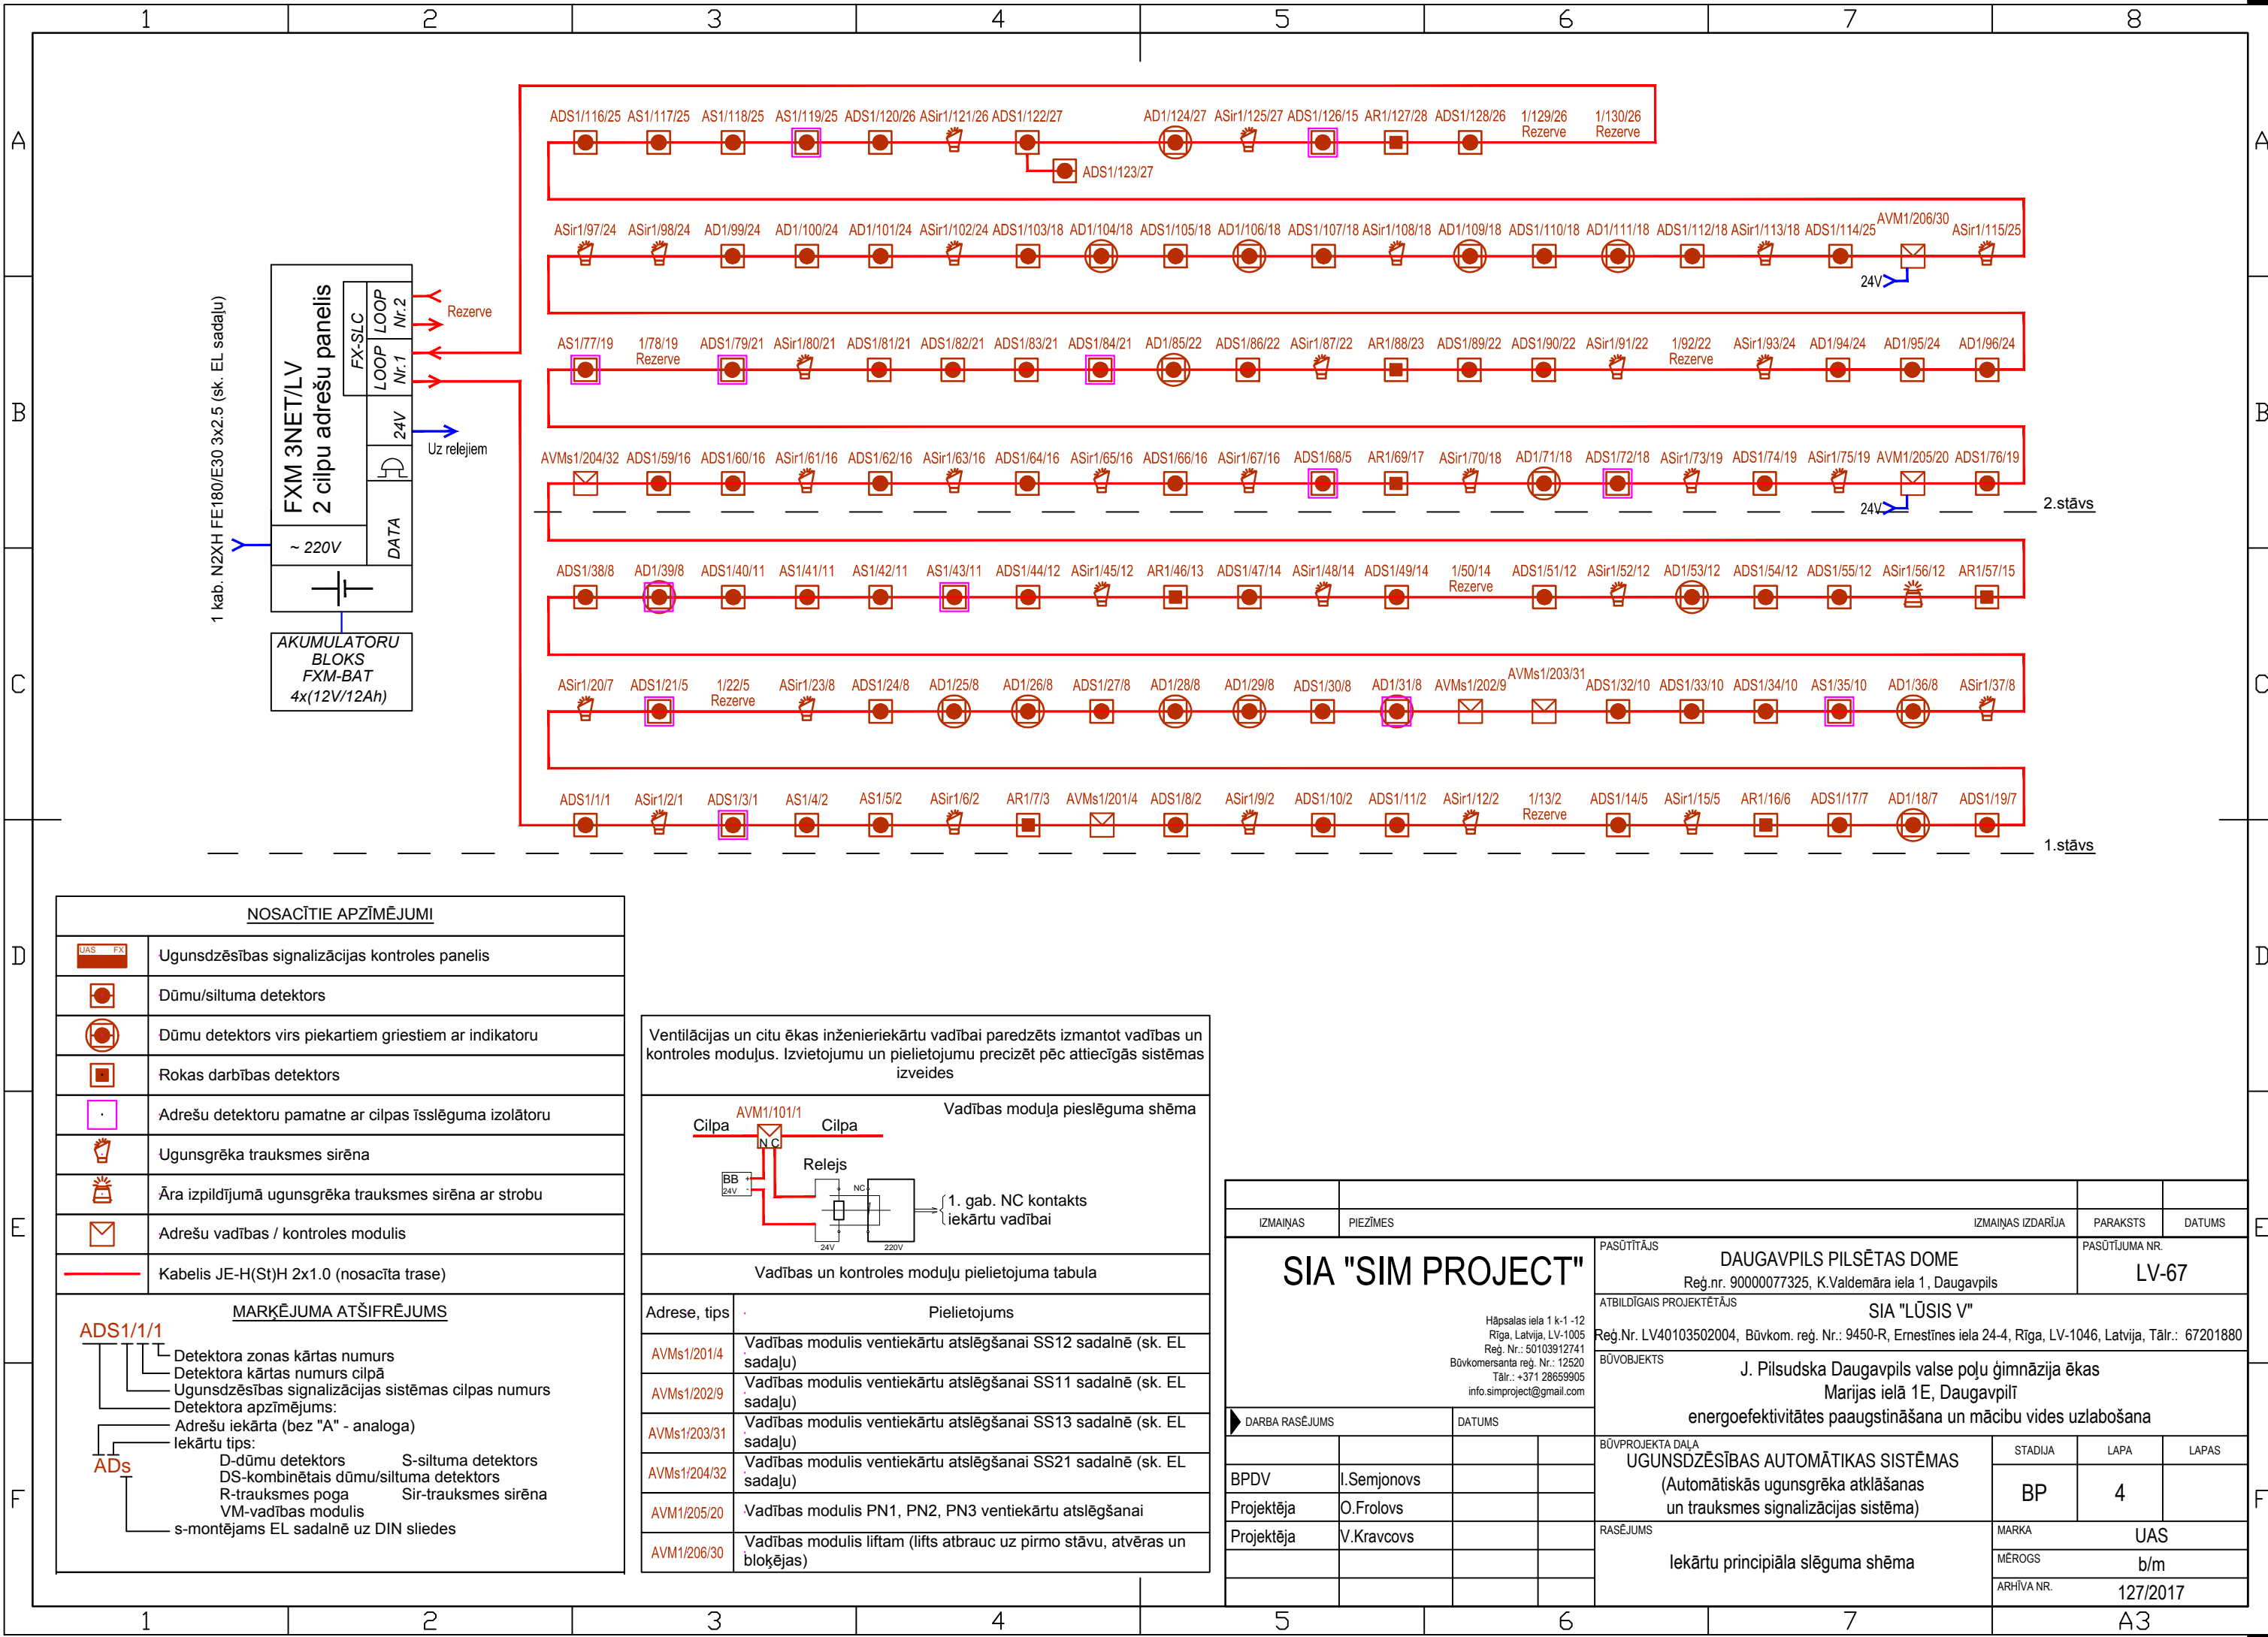 1 2 3 4 5 6 7 8
A A
B B
C C
D D
E E
F F
ADS1/116/25 AS1/117/25 AS1/118/25 AS1/119/25 ADS1/120/26 ASir1/121/26 ADS1/122/27 AD1/124/27 ASir1/125/27 ADS1/126/15 AR1/127/28 ADS1/128/26 1/129/26 1/130/26
Rezerve Rezerve
ADS1/123/27
ASir1/97/24 ASir1/98/24 AD1/99/24 AD1/100/24 AD1/101/24 ASir1/102/24 ADS1/103/18 AD1/104/18 ADS1/105/18 AD1/106/18 ADS1/107/18 ASir1/108/18 AD1/109/18 ADS1/110/18 AD1/111/18 ADS1/112/18 ASir1/113/18 ADS1/114/25 AVM1/206/30 ASir1/115/25
24V
AS1/77/19 1/78/19 ADS1/79/21 ASir1/80/21 ADS1/81/21 ADS1/82/21 ADS1/83/21 ADS1/84/21 AD1/85/22 ADS1/86/22 ASir1/87/22 AR1/88/23 ADS1/89/22 ADS1/90/22 ASir1/91/22 1/92/22 ASir1/93/24 AD1/94/24 AD1/95/24 AD1/96/24
Rezerve Rezerve
AVMs1/204/32 ADS1/59/16 ADS1/60/16 ASir1/61/16 ADS1/62/16 ASir1/63/16 ADS1/64/16 ASir1/65/16 ADS1/66/16 ASir1/67/16 ADS1/68/5 AR1/69/17 ASir1/70/18 AD1/71/18 ADS1/72/18 ASir1/73/19 ADS1/74/19 ASir1/75/19 AVM1/205/20 ADS1/76/19
24V
2.stāvs
ADS1/38/8 AD1/39/8 ADS1/40/11 AS1/41/11 AS1/42/11 AS1/43/11 ADS1/44/12 ASir1/45/12 AR1/46/13 ADS1/47/14 ASir1/48/14 ADS1/49/14 1/50/14 ADS1/51/12 ASir1/52/12 AD1/53/12 ADS1/54/12 ADS1/55/12 ASir1/56/12 AR1/57/15
Rezerve
ASir1/20/7 ADS1/21/5 1/22/5 ASir1/23/8 ADS1/24/8 AD1/25/8 AD1/26/8 ADS1/27/8 AD1/28/8 AD1/29/8 ADS1/30/8 AD1/31/8 AVMs1/202/9 AVMs1/203/31 ADS1/32/10 ADS1/33/10 ADS1/34/10 AS1/35/10 AD1/36/8 ASir1/37/8
Rezerve
ADS1/1/1 ASir1/2/1 ADS1/3/1 AS1/4/2 AS1/5/2 ASir1/6/2 AR1/7/3 AVMs1/201/4 ADS1/8/2 ASir1/9/2 ADS1/10/2 ADS1/11/2 ASir1/12/2 1/13/2 ADS1/14/5 ASir1/15/5 AR1/16/6 ADS1/17/7 AD1/18/7 ADS1/19/7
Rezerve
1.stāvs
1 kab. N2XH FE180/E30 3x2.5 (sk. EL sadaļu)
FXM 3NET/LV
2 cilpu adrešu panelis
FX-SLC
LOOP
Nr.2
LOOP
Nr.1
24V
DATA
~ 220V
Rezerve
Uz relejiem
AKUMULATORU
BLOKS
FXM-BAT
4x(12V/12Ah)
NOSACĪTIE APZĪMĒJUMI
UAS FX
Ugunsdzēsības signalizācijas kontroles panelis
Dūmu/siltuma detektors
Dūmu detektors virs piekartiem griestiem ar indikatoru
Rokas darbības detektors
Adrešu detektoru pamatne ar cilpas īsslēguma izolātoru
Ugunsgrēka trauksmes sirēna
Āra izpildījumā ugunsgrēka trauksmes sirēna ar strobu
Adrešu vadības / kontroles modulis
Kabelis JE-H(St)H 2x1.0 (nosacīta trase)
MARĶĒJUMA ATŠIFRĒJUMS
ADS1/1/1
Detektora zonas kārtas numurs
Detektora kārtas numurs cilpā
Ugunsdzēsības signalizācijas sistēmas cilpas numurs
Detektora apzīmējums:
Adrešu iekārta (bez "A" - analoga)
Iekārtu tips:
ADs
D-dūmu detektors S-siltuma detektors
DS-kombinētais dūmu/siltuma detektors
R-trauksmes poga Sir-trauksmes sirēna
VM-vadības modulis
s-montējams EL sadalnē uz DIN sliedes
Ventilācijas un citu ēkas inženieriekārtu vadībai paredzēts izmantot vadības un
kontroles moduļus. Izvietojumu un pielietojumu precizēt pēc attiecīgās sistēmas
izveides
Vadības moduļa pieslēguma shēma
AVM1/101/1
Cilpa Cilpa
N C
Relejs
BB + 
24V -
NC
24V 220V
1. gab. NC kontakts
iekārtu vadībai
Vadības un kontroles moduļu pielietojuma tabula
Adrese, tips Pielietojums
AVMs1/201/4 Vadības modulis ventiekārtu atslēgšanai SS12 sadalnē (sk. EL
sadaļu)
AVMs1/202/9 Vadības modulis ventiekārtu atslēgšanai SS11 sadalnē (sk. EL
sadaļu)
AVMs1/203/31 Vadības modulis ventiekārtu atslēgšanai SS13 sadalnē (sk. EL
sadaļu)
AVMs1/204/32 Vadības modulis ventiekārtu atslēgšanai SS21 sadalnē (sk. EL
sadaļu)
AVM1/205/20 Vadības modulis PN1, PN2, PN3 ventiekārtu atslēgšanai
AVM1/206/30 Vadības modulis liftam (lifts atbrauc uz pirmo stāvu, atvēras un
bloķējas)
IZMAIŅAS PIEZĪMES IZMAIŅAS IZDARĪJA PARAKSTS DATUMS
SIA "SIM PROJECT"
Hāpsalas iela 1 k-1 -12
Rīga, Latvija, LV-1005
Reģ. Nr.: 50103912741
Būvkomersanta reģ. Nr.: 12520
Tālr.: +371 28659905
info.simproject@gmail.com
PASŪTĪTĀJS
DAUGAVPILS PILSĒTAS DOME
Reģ.nr. 90000077325, K.Valdemāra iela 1, Daugavpils
PASŪTĪJUMA NR.
LV-67
ATBILDĪGAIS PROJEKTĒTĀJS
SIA "LŪSIS V"
Reģ.Nr. LV40103502004, Būvkom. reģ. Nr.: 9450-R, Ernestīnes iela 24-4, Rīga, LV-1046, Latvija, Tālr.: 67201880
BŪVOBJEKTS
J. Pilsudska Daugavpils valse poļu ģimnāzija ēkas
Marijas ielā 1E, Daugavpilī
energoefektivitātes paaugstināšana un mācibu vides uzlabošana
DARBA RASĒJUMS DATUMS
BPDV I.Semjonovs
Projektēja O.Frolovs
Projektēja V.Kravcovs
BŪVPROJEKTA DAĻA
UGUNSDZĒSĪBAS AUTOMĀTIKAS SISTĒMAS
(Automātiskās ugunsgrēka atklāšanas
un trauksmes signalizācijas sistēma)
STADIJA LAPA LAPAS
BP 4
RASĒJUMS
Iekārtu principiāla slēguma shēma
MARKA UAS
MĒROGS b/m
ARHĪVA NR. 127/2017
1 2 3 4 5 6 7 A3